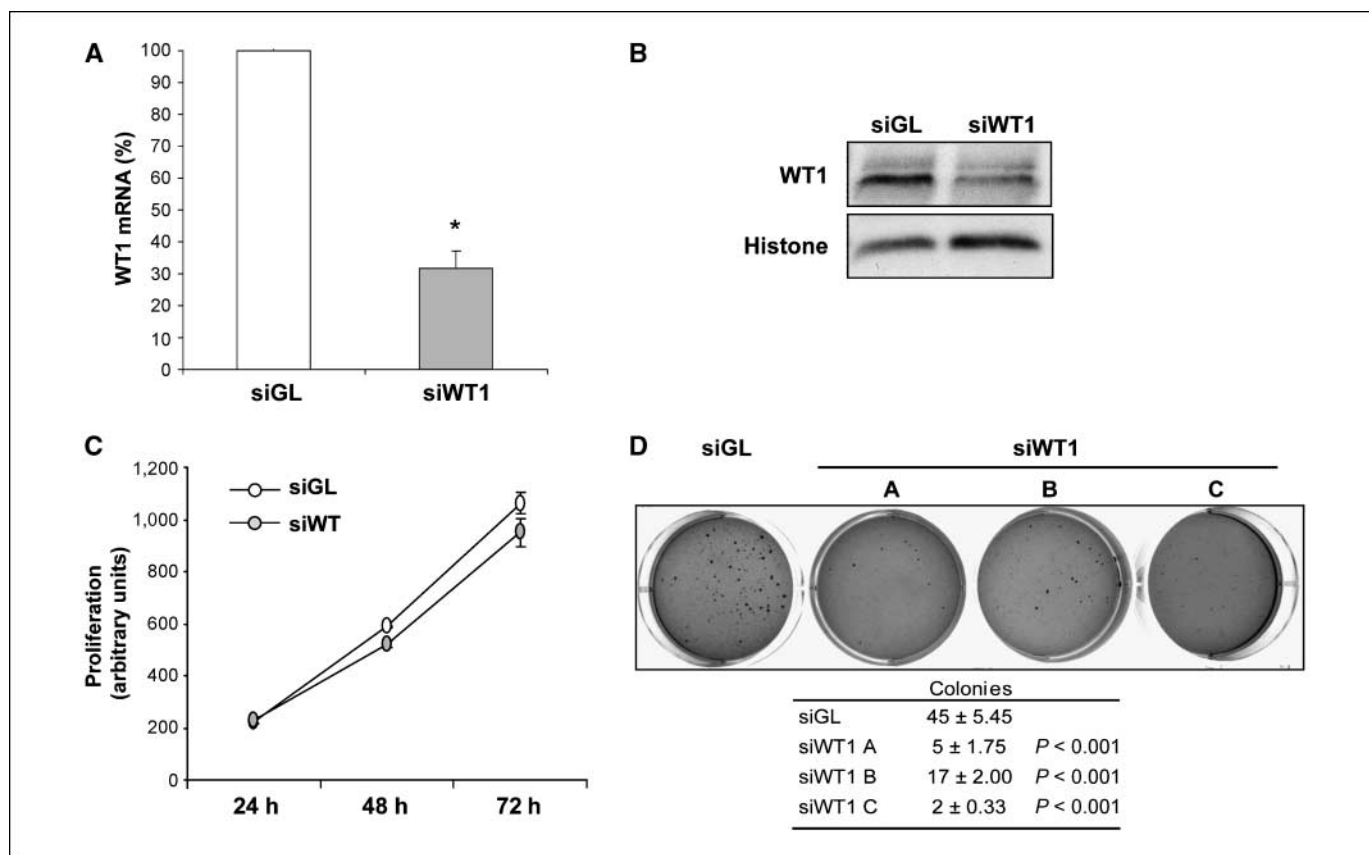 A
WT1 mRNA (%)
100
90
80
70
60
50
40
30
20
10
0
*
siGL
siWT1
B
siGL siWT1
WT1
Histone
C
Proliferation
(arbitrary units)
1,200
1,000
800
600
400
200
0
siGL
siWT
24 h 48 h 72 h
D
siGL siWT1
A B C
Colonies
siGL 45 ± 5.45
siWT1 A 5 ± 1.75 P < 0.001
siWT1 B 17 ± 2.00 P < 0.001
siWT1 C 2 ± 0.33 P < 0.001